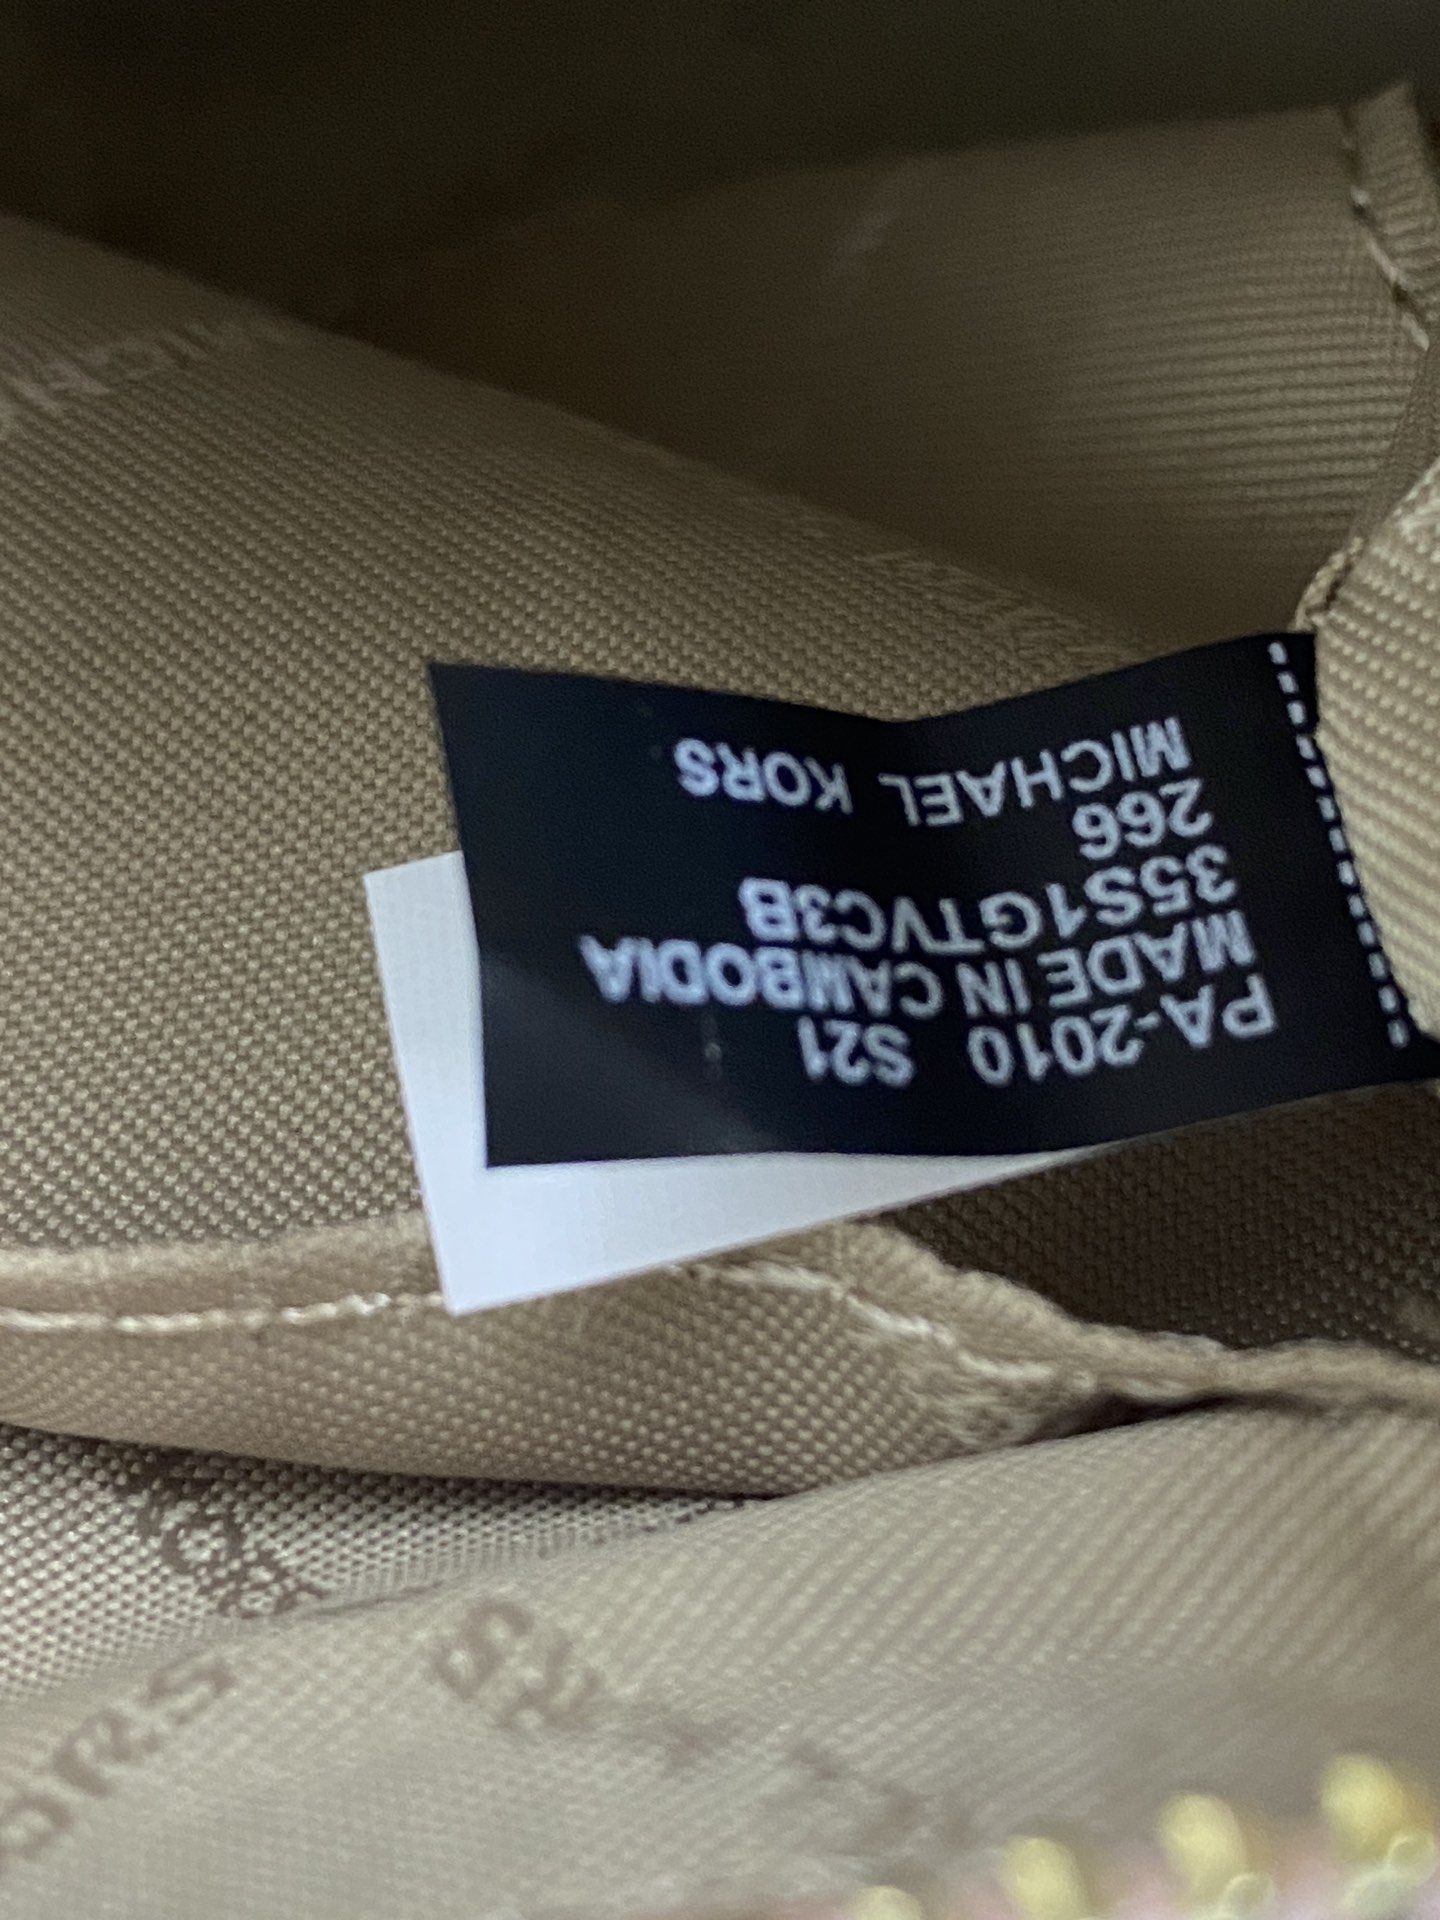 PA-2010 S21
MADE IN CAMBODIA
35S1GTVC3B
266
MICHAEL KORS